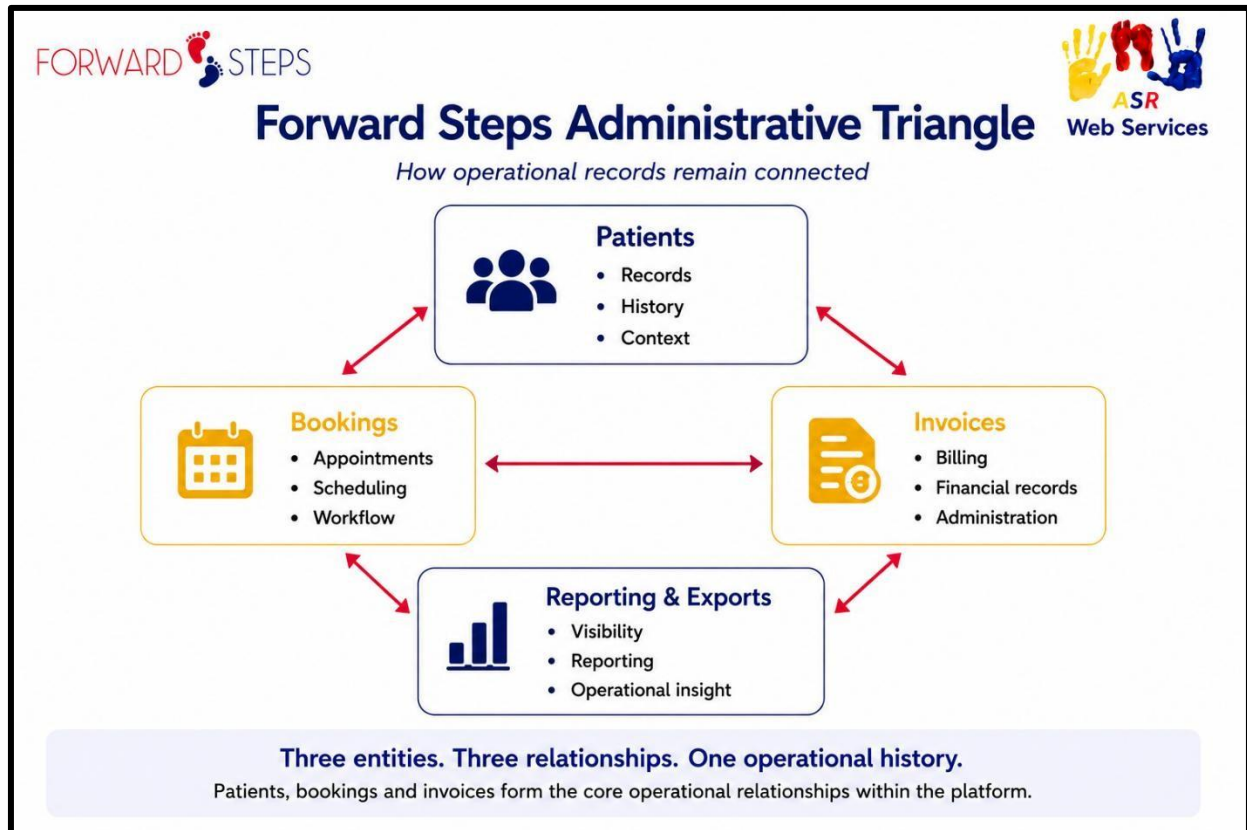 FORWARD STEPS
ASR
Web Services
Forward Steps Administrative Triangle
How operational records remain connected
Patients
• Records
• History
• Context
Bookings
• Appointments
• Scheduling
• Workflow
Invoices
• Billing
• Financial records
• Administration
Reporting & Exports
• Visibility
• Reporting
• Operational insight
Three entities. Three relationships. One operational history.
Patients, bookings and invoices form the core operational relationships within the platform.